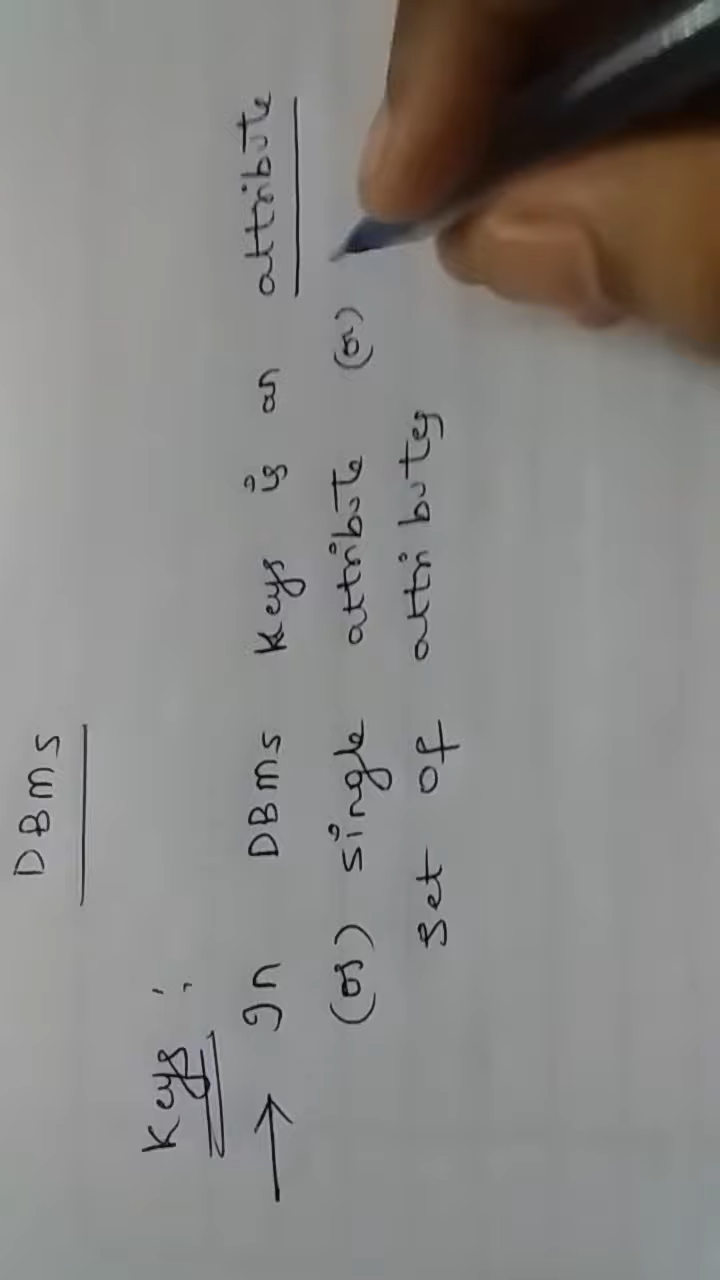 DBMS
Keys :
→ In DBMS Keys is an attribute
(or) single attribute (or)
set of attributes